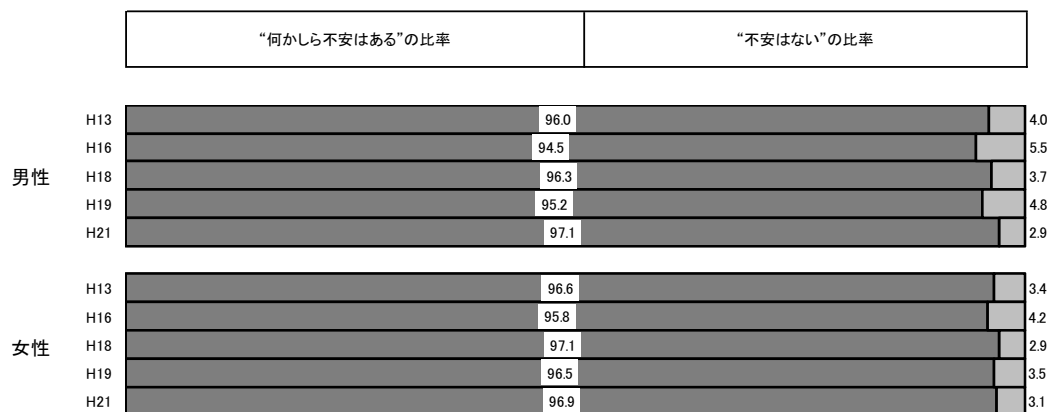 “何かしら不安はある”の比率 “不安はない”の比率
H13 96.0 4.0
H16 94.5 5.5
男性 H18 96.3 3.7
H19 95.2 4.8
H21 97.1 2.9
H13 96.6 3.4
H16 95.8 4.2
女性 H18 97.1 2.9
H19 96.5 3.5
H21 96.9 3.1